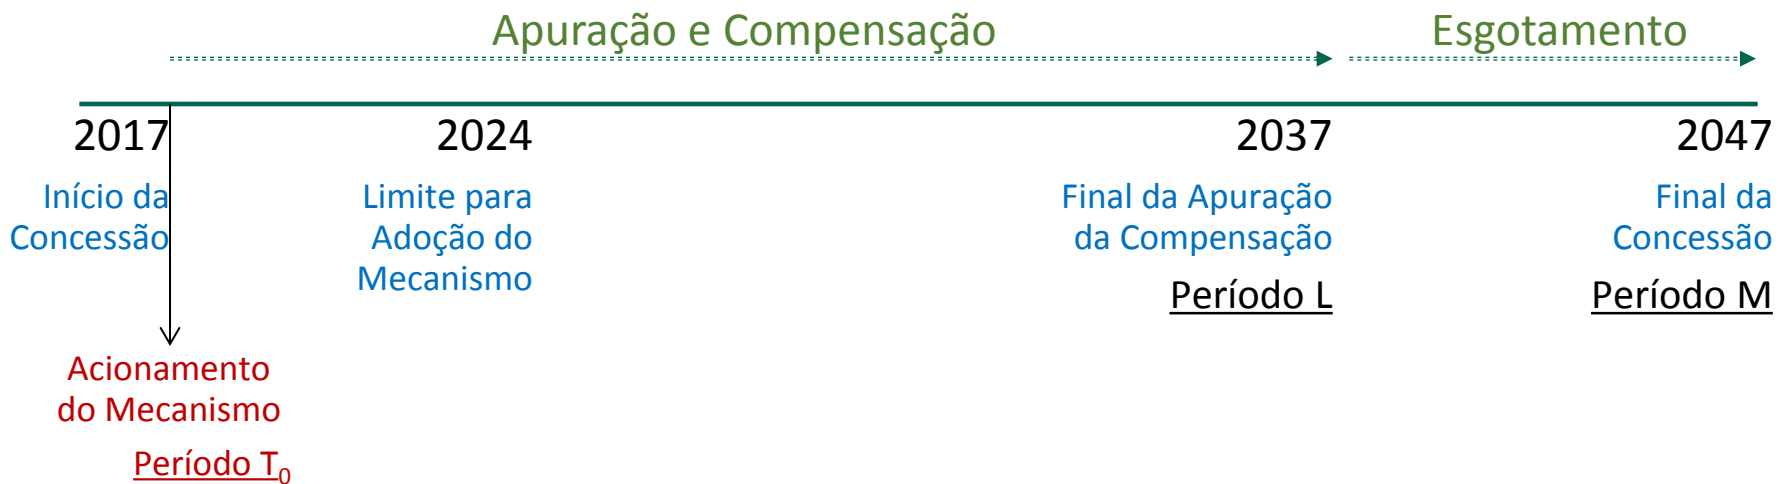 Apuração e Compensação
Esgotamento
2017
2024
2037
2047
Início da
Concessão
Limite para
Adoção do
Mecanismo
Final da Apuração
da Compensação
Período L
Final da
Concessão
Período M
Acionamento
do Mecanismo
Período T₀